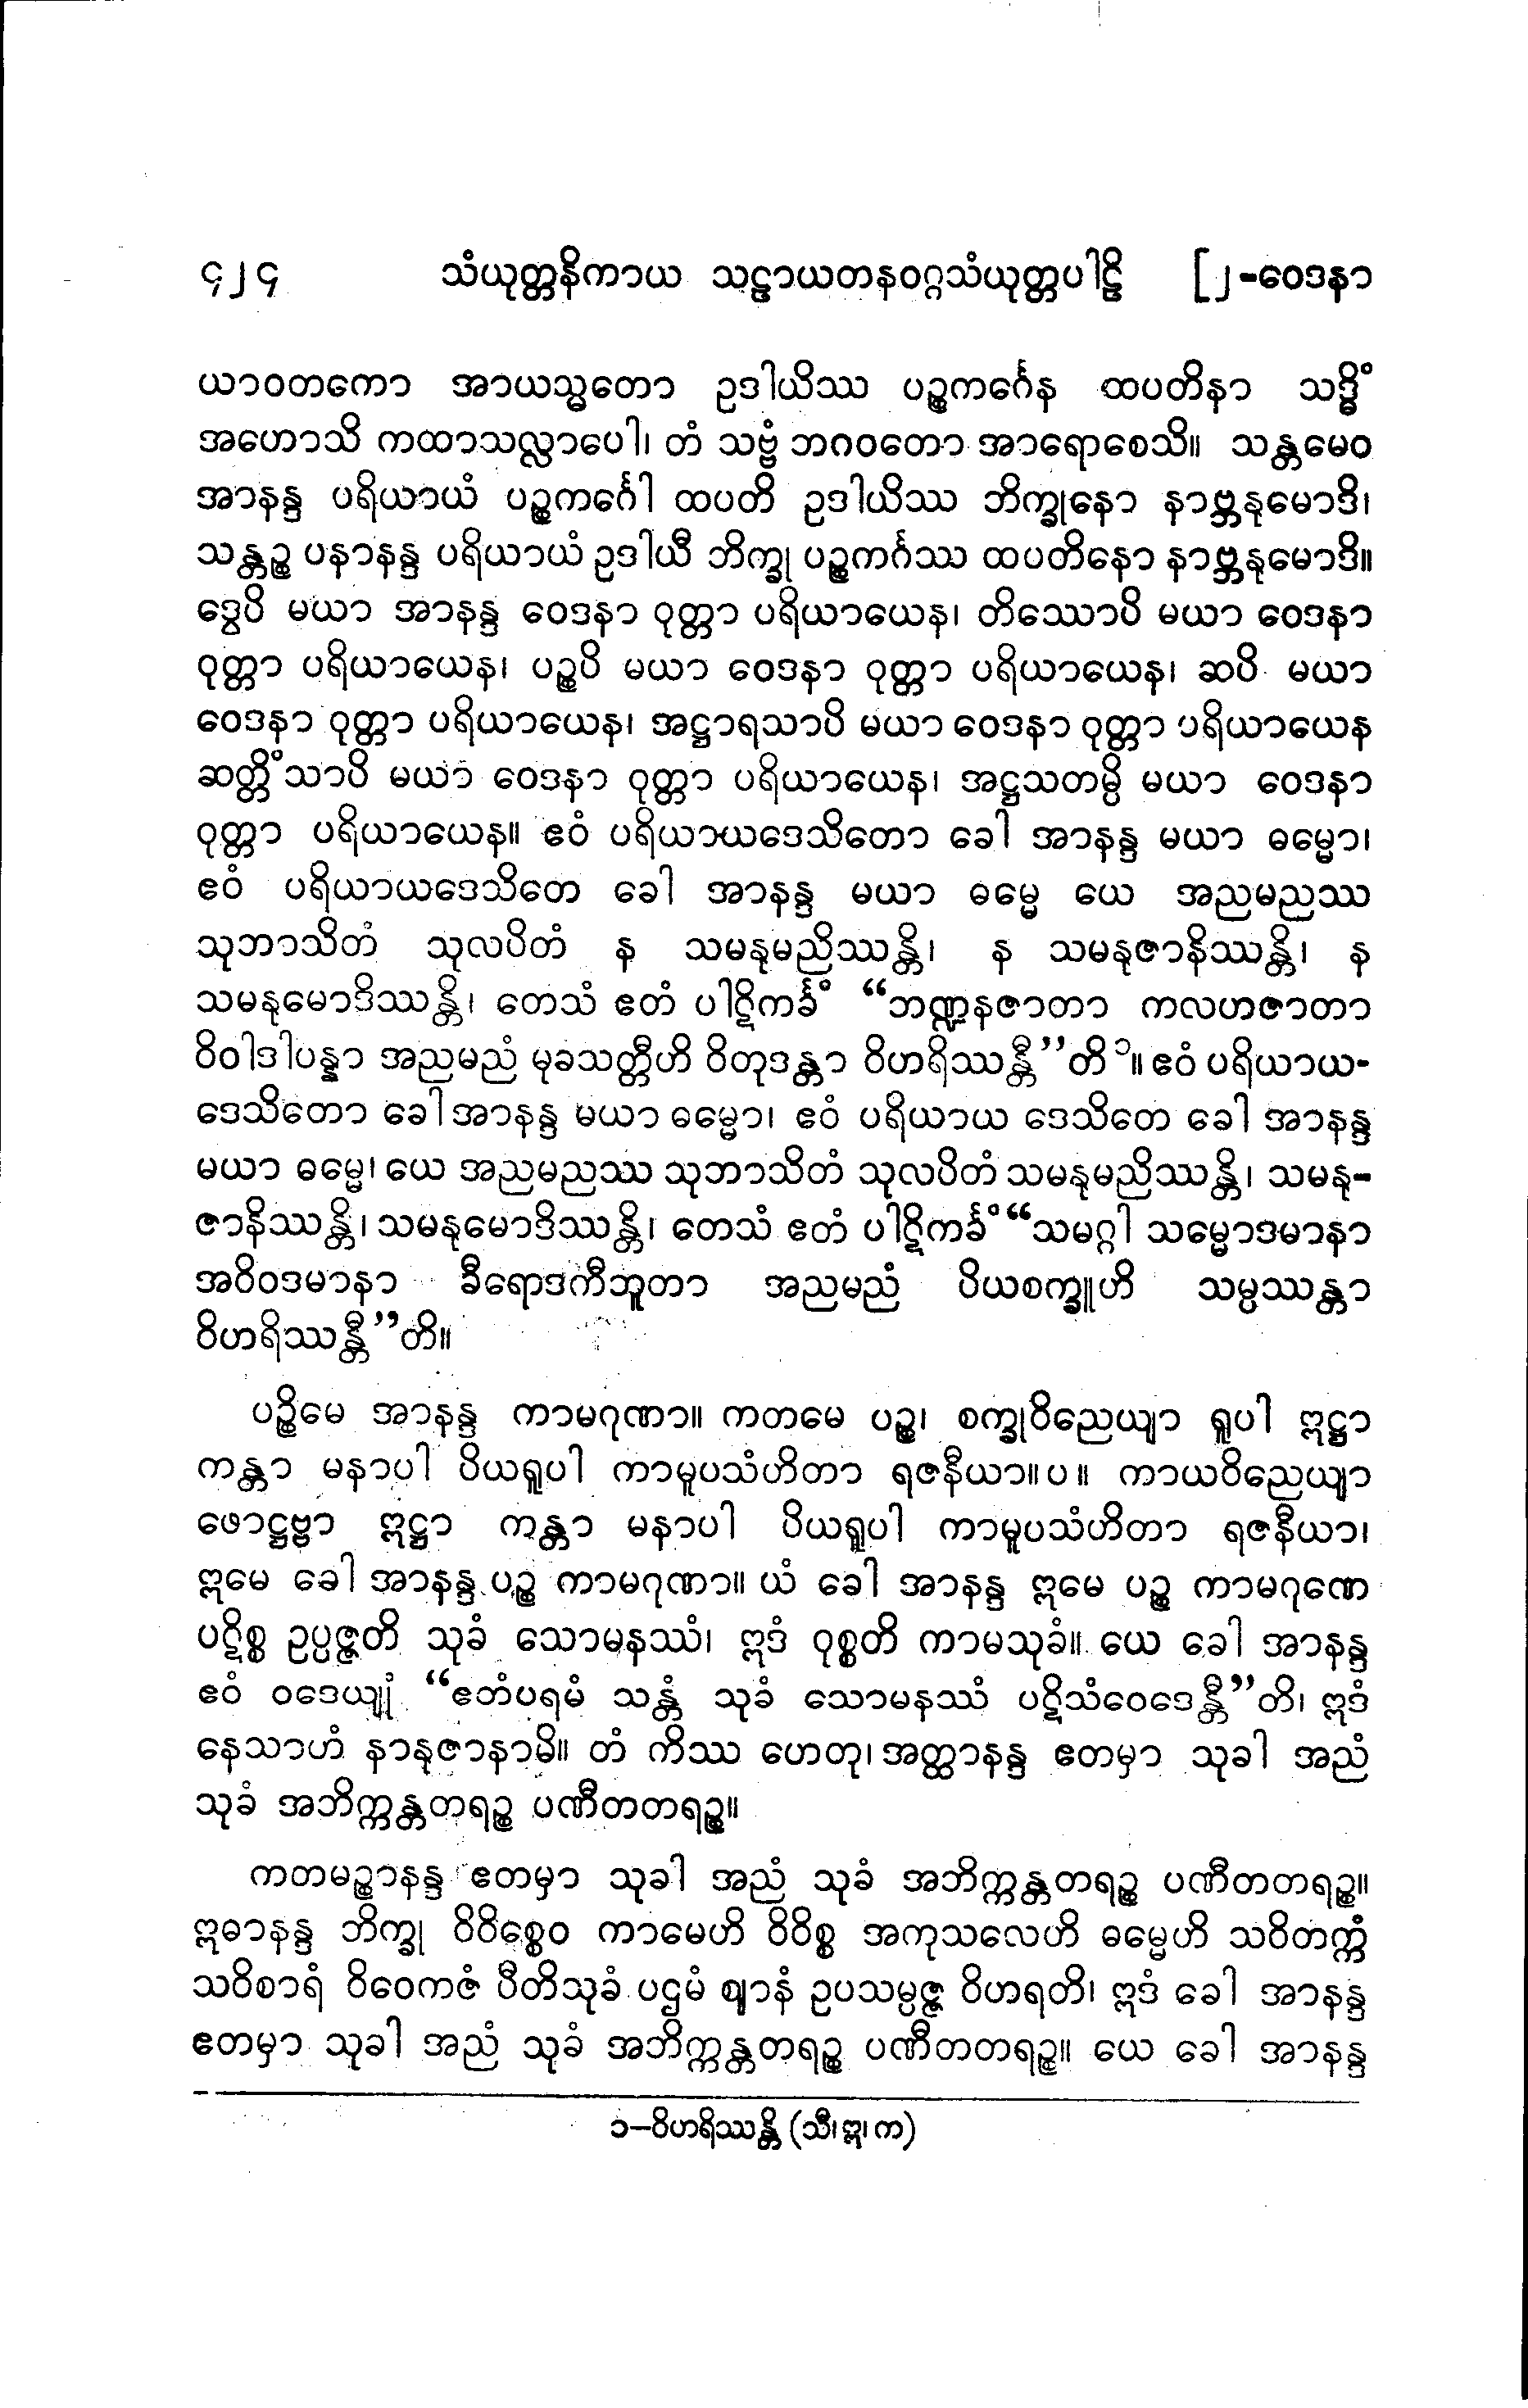 ၄၂၄ သံယုတ္တနိကာယ သဠာယတနဝဂ္ဂသံယုတ္တပါဠိ [၂-ဝေဒနာ
ယာဝတကော အာယသ္မတော ဥဒါယိဿ ပဉ္စကင်္ဂေန ထပတိနာ သဒ္ဓိံ
အဟောသိ ကထာသလ္လာပေါ၊ တံ သဗ္ဗံ ဘဂဝတော အာရောစေသိ။ သန္တမေဝ
အာနန္ဒ ပရိယာယံ ပဉ္စကင်္ဂေါ ထပတိ ဥဒါယိဿ ဘိက္ခုနော နာဗ္ဘနုမောဒိ၊
သန္တဉ္စ ပနာနန္ဒ ပရိယာယံ ဥဒါယီ ဘိက္ခု ပဉ္စကင်္ဂဿ ထပတိနော နာဗ္ဘနုမောဒိ။
ဒွေပိ မယာ အာနန္ဒ ဝေဒနာ ဝုတ္တာ ပရိယာယေန၊ တိဿောပိ မယာ ဝေဒနာ
ဝုတ္တာ ပရိယာယေန၊ ပဉ္စပိ မယာ ဝေဒနာ ဝုတ္တာ ပရိယာယေန၊ ဆပိ မယာ
ဝေဒနာ ဝုတ္တာ ပရိယာယေန၊ အဋ္ဌာရသာပိ မယာ ဝေဒနာ ဝုတ္တာ ပရိယာယေန
ဆတ္တိံသာပိ မယာ ဝေဒနာ ဝုတ္တာ ပရိယာယေန၊ အဋ္ဌသတမ္ပိ မယာ ဝေဒနာ
ဝုတ္တာ ပရိယာယေန။ ဧဝံ ပရိယာယဒေသိတော ခေါ အာနန္ဒ မယာ ဓမ္မော၊
ဧဝံ ပရိယာယဒေသိတေ ခေါ အာနန္ဒ မယာ ဓမ္မေ ယေ အညမညဿ
သုဘာသိတံ သုလပိတံ န သမနုမညိဿန္တိ၊ န သမနုဇာနိဿန္တိ၊ န
သမနုမောဒိဿန္တိ၊ တေသံ ဧတံ ပါဋိကင်္ခံ “ဘဏ္ဍနဇာတာ ကလဟဇာတာ
ဝိဝါဒါပန္နာ အညမညံ မုခသတ္တီဟိ ဝိတုဒန္တာ ဝိဟရိဿန္တီ”တိ ၁။ ဧဝံ ပရိယာယ-
ဒေသိတော ခေါ အာနန္ဒ မယာ ဓမ္မော၊ ဧဝံ ပရိယာယ ဒေသိတေ ခေါ အာနန္ဒ
မယာ ဓမ္မေ၊ ယေ အညမညဿ သုဘာသိတံ သုလပိတံ သမနုမညိဿန္တိ၊ သမနု-
ဇာနိဿန္တိ၊ သမနုမောဒိဿန္တိ၊ တေသံ ဧတံ ပါဋိကင်္ခံ “သမဂ္ဂါ သမ္မောဒမာနာ
အဝိဝဒမာနာ ခီရောဒကီဘူတာ အညမညံ ပိယစက္ခူဟိ သမ္ပဿန္တာ
ဝိဟရိဿန္တီ”တိ။
ပဉ္စိမေ အာနန္ဒ ကာမဂုဏာ။ ကတမေ ပဉ္စ၊ စက္ခုဝိညေယျာ ရူပါ ဣဋ္ဌာ
ကန္တာ မနာပါ ပိယရူပါ ကာမူပသံဟိတာ ရဇနီယာ။ပ။ ကာယဝိညေယျာ
ဖောဋ္ဌဗ္ဗာ ဣဋ္ဌာ ကန္တာ မနာပါ ပိယရူပါ ကာမူပသံဟိတာ ရဇနီယာ၊
ဣမေ ခေါ အာနန္ဒ ပဉ္စ ကာမဂုဏာ။ ယံ ခေါ အာနန္ဒ ဣမေ ပဉ္စ ကာမဂုဏေ
ပဋိစ္စ ဥပ္ပဇ္ဇတိ သုခံ သောမနဿံ၊ ဣဒံ ဝုစ္စတိ ကာမသုခံ။ ယေ ခေါ အာနန္ဒ
ဧဝံ ဝဒေယျုံ “ဧတံပရမံ သန္တံ သုခံ သောမနဿံ ပဋိသံဝေဒေန္တီ”တိ၊ ဣဒံ
နေသာဟံ နာနုဇာနာမိ။ တံ ကိဿ ဟေတု၊ အတ္ထာနန္ဒ ဧတမှာ သုခါ အညံ
သုခံ အဘိက္ကန္တတရဉ္စ ပဏီတတရဉ္စ။
ကတမဉ္စာနန္ဒ ဧတမှာ သုခါ အညံ သုခံ အဘိက္ကန္တတရဉ္စ ပဏီတတရဉ္စ။
ဣဓာနန္ဒ ဘိက္ခု ဝိဝိစ္စေဝ ကာမေဟိ ဝိဝိစ္စ အကုသလေဟိ ဓမ္မေဟိ သဝိတက္ကံ
သဝိစာရံ ဝိဝေကဇံ ပီတိသုခံ ပဌမံ ဈာနံ ဥပသမ္ပဇ္ဇ ဝိဟရတိ၊ ဣဒံ ခေါ အာနန္ဒ
ဧတမှာ သုခါ အညံ သုခံ အဘိက္ကန္တတရဉ္စ ပဏီတတရဉ္စ။ ယေ ခေါ အာနန္ဒ
၁–ဝိဟရိဿန္တိ (သီ၊ ဣ၊ က)